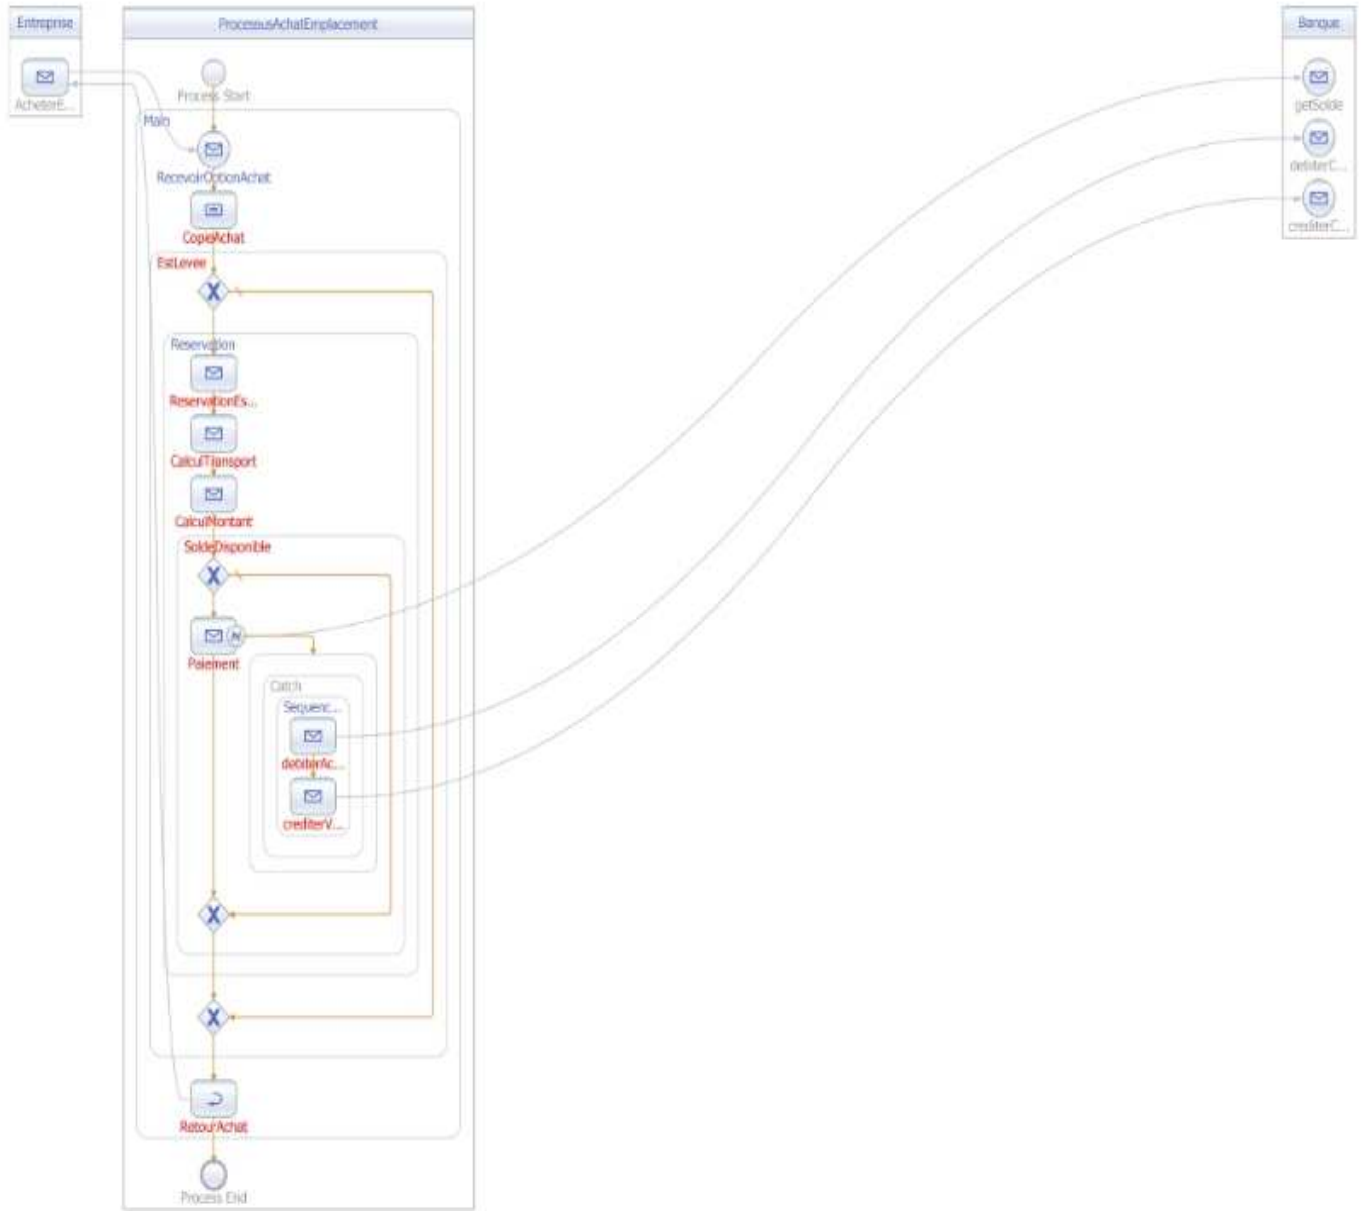 Entreprise
ProcessusAchatEmplacement
Banque
AcheterE...
Process Start
getSolde
Main
debiterC...
RecevoirOptionAchat
crediterC...
CopieAchat
EstLevee
Reservation
ReservationEs...
CalculTransport
CalculMontant
SoldeDisponible
Paiement
Catch
Sequenc...
debiterAc...
crediterV...
RetourAchat
Process End